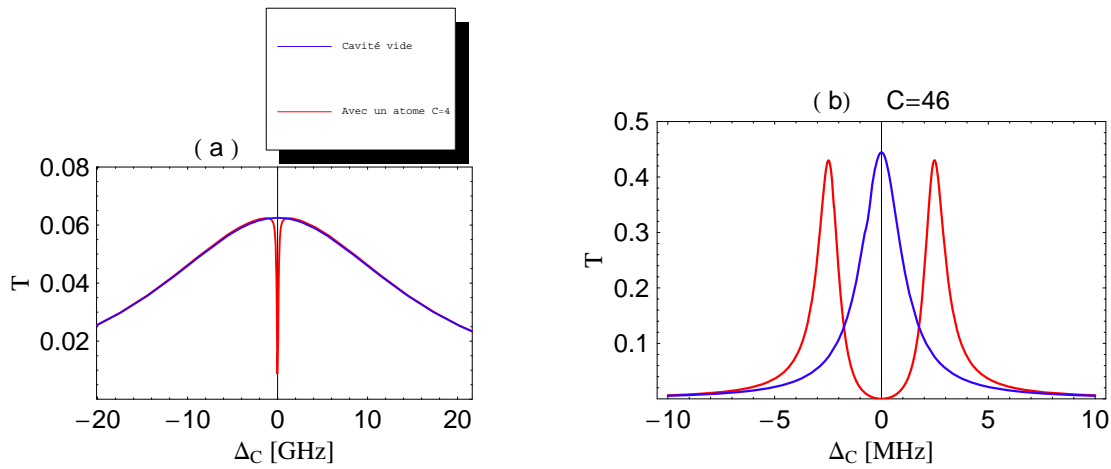 Cavité vide
Avec un atome C=4
( a )
0.08
0.06
0.04
0.02
T
−20
−10
0
10
20
Δ_C [GHz]
( b) C=46
0.5
0.4
0.3
0.2
0.1
T
−10
−5
0
5
10
Δ_C [MHz]